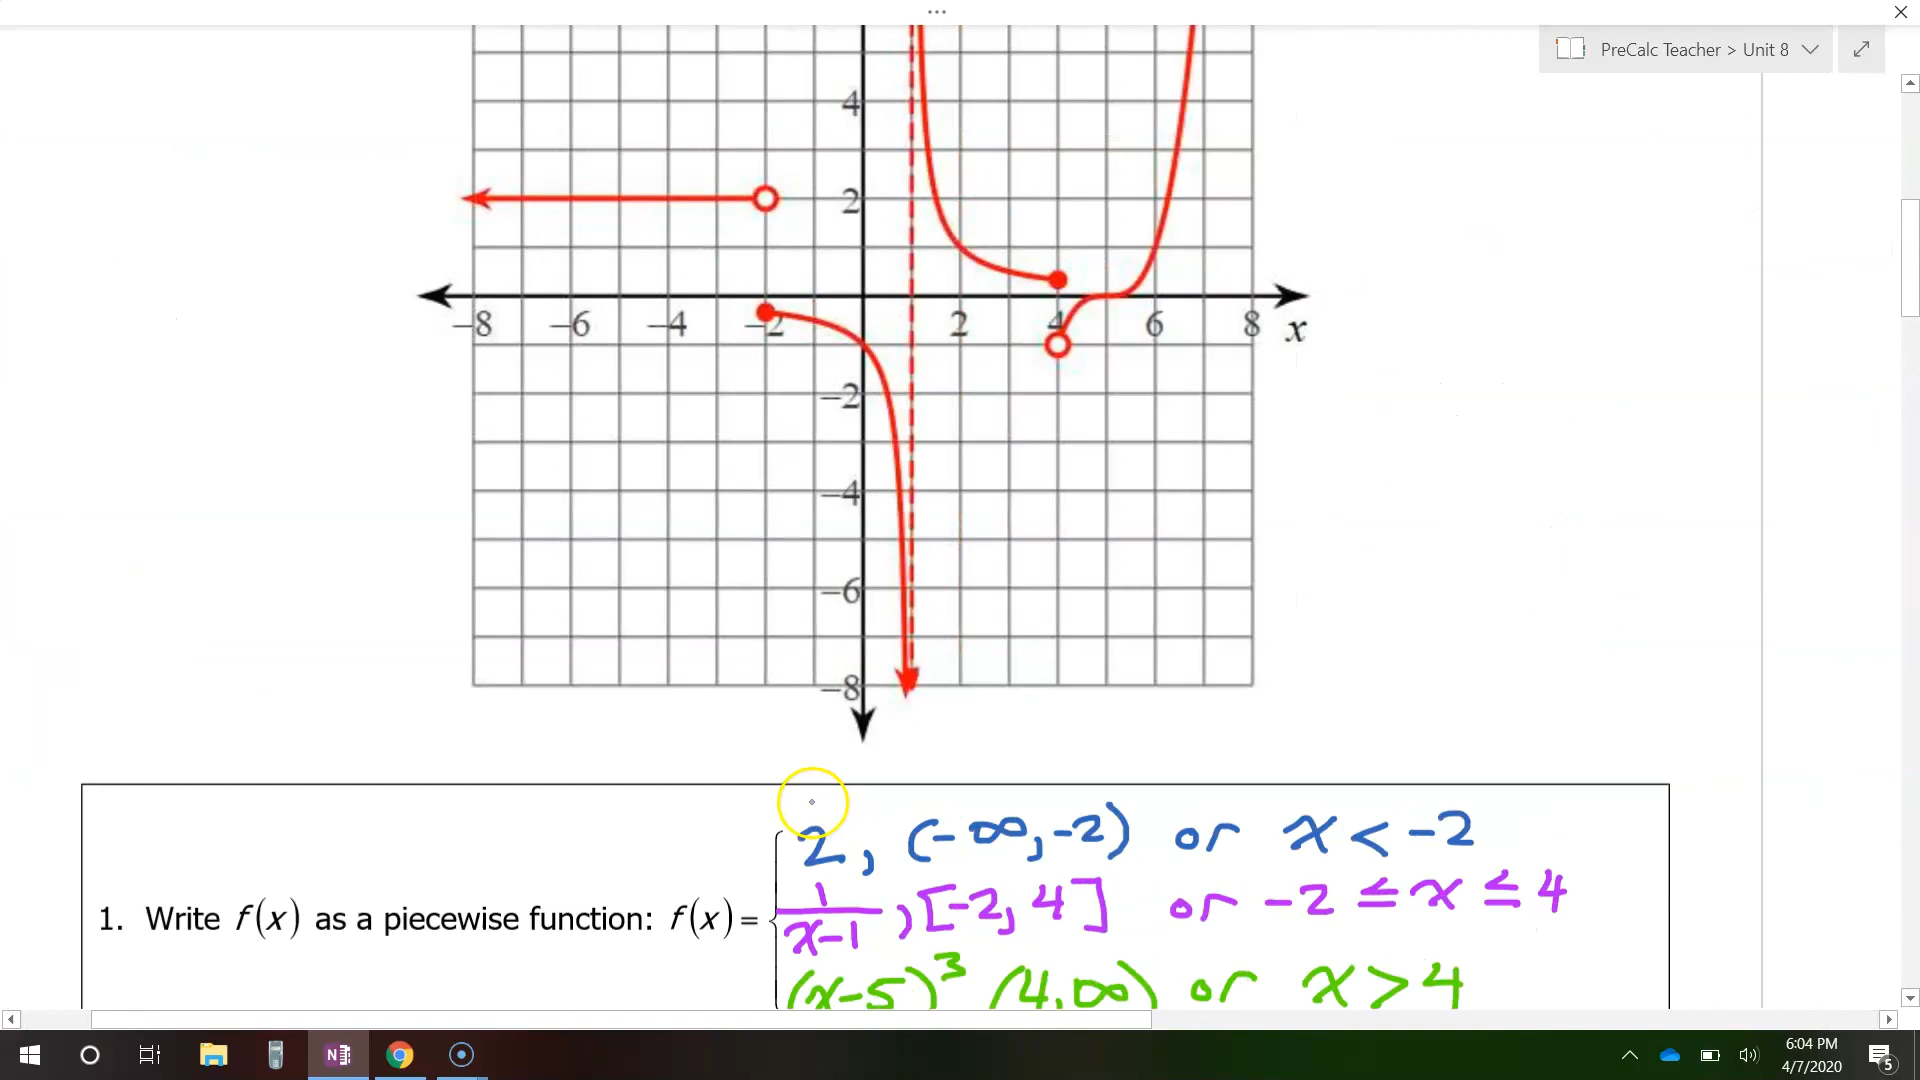 PreCalc Teacher > Unit 8
4
2
−8 −6 −4 −2 2 4 6 8 x
−2
−4
−6
−8
2, (-∞, -2) or x < -2
1. Write f(x) as a piecewise function: f(x) = 1/(x-1), [-2, 4] or -2 ≤ x ≤ 4
(x-5)³ (4, ∞) or x > 4
N
6:04 PM
4/7/2020
5